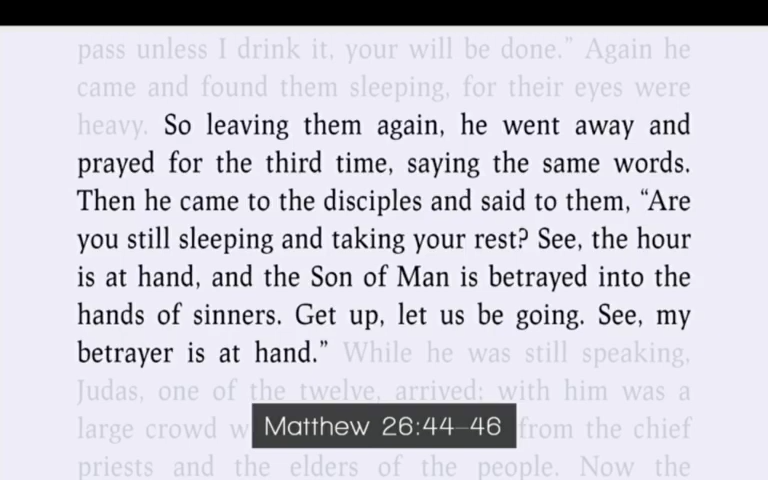 pass unless I drink it, your will be done.” Again he
came and found them sleeping, for their eyes were
heavy. So leaving them again, he went away and
prayed for the third time, saying the same words.
Then he came to the disciples and said to them, “Are
you still sleeping and taking your rest? See, the hour
is at hand, and the Son of Man is betrayed into the
hands of sinners. Get up, let us be going. See, my
betrayer is at hand.” While he was still speaking,
Judas, one of the twelve, arrived; with him was a
large crowd w
Matthew 26:44–46
from the chief
priests and the elders of the people. Now the